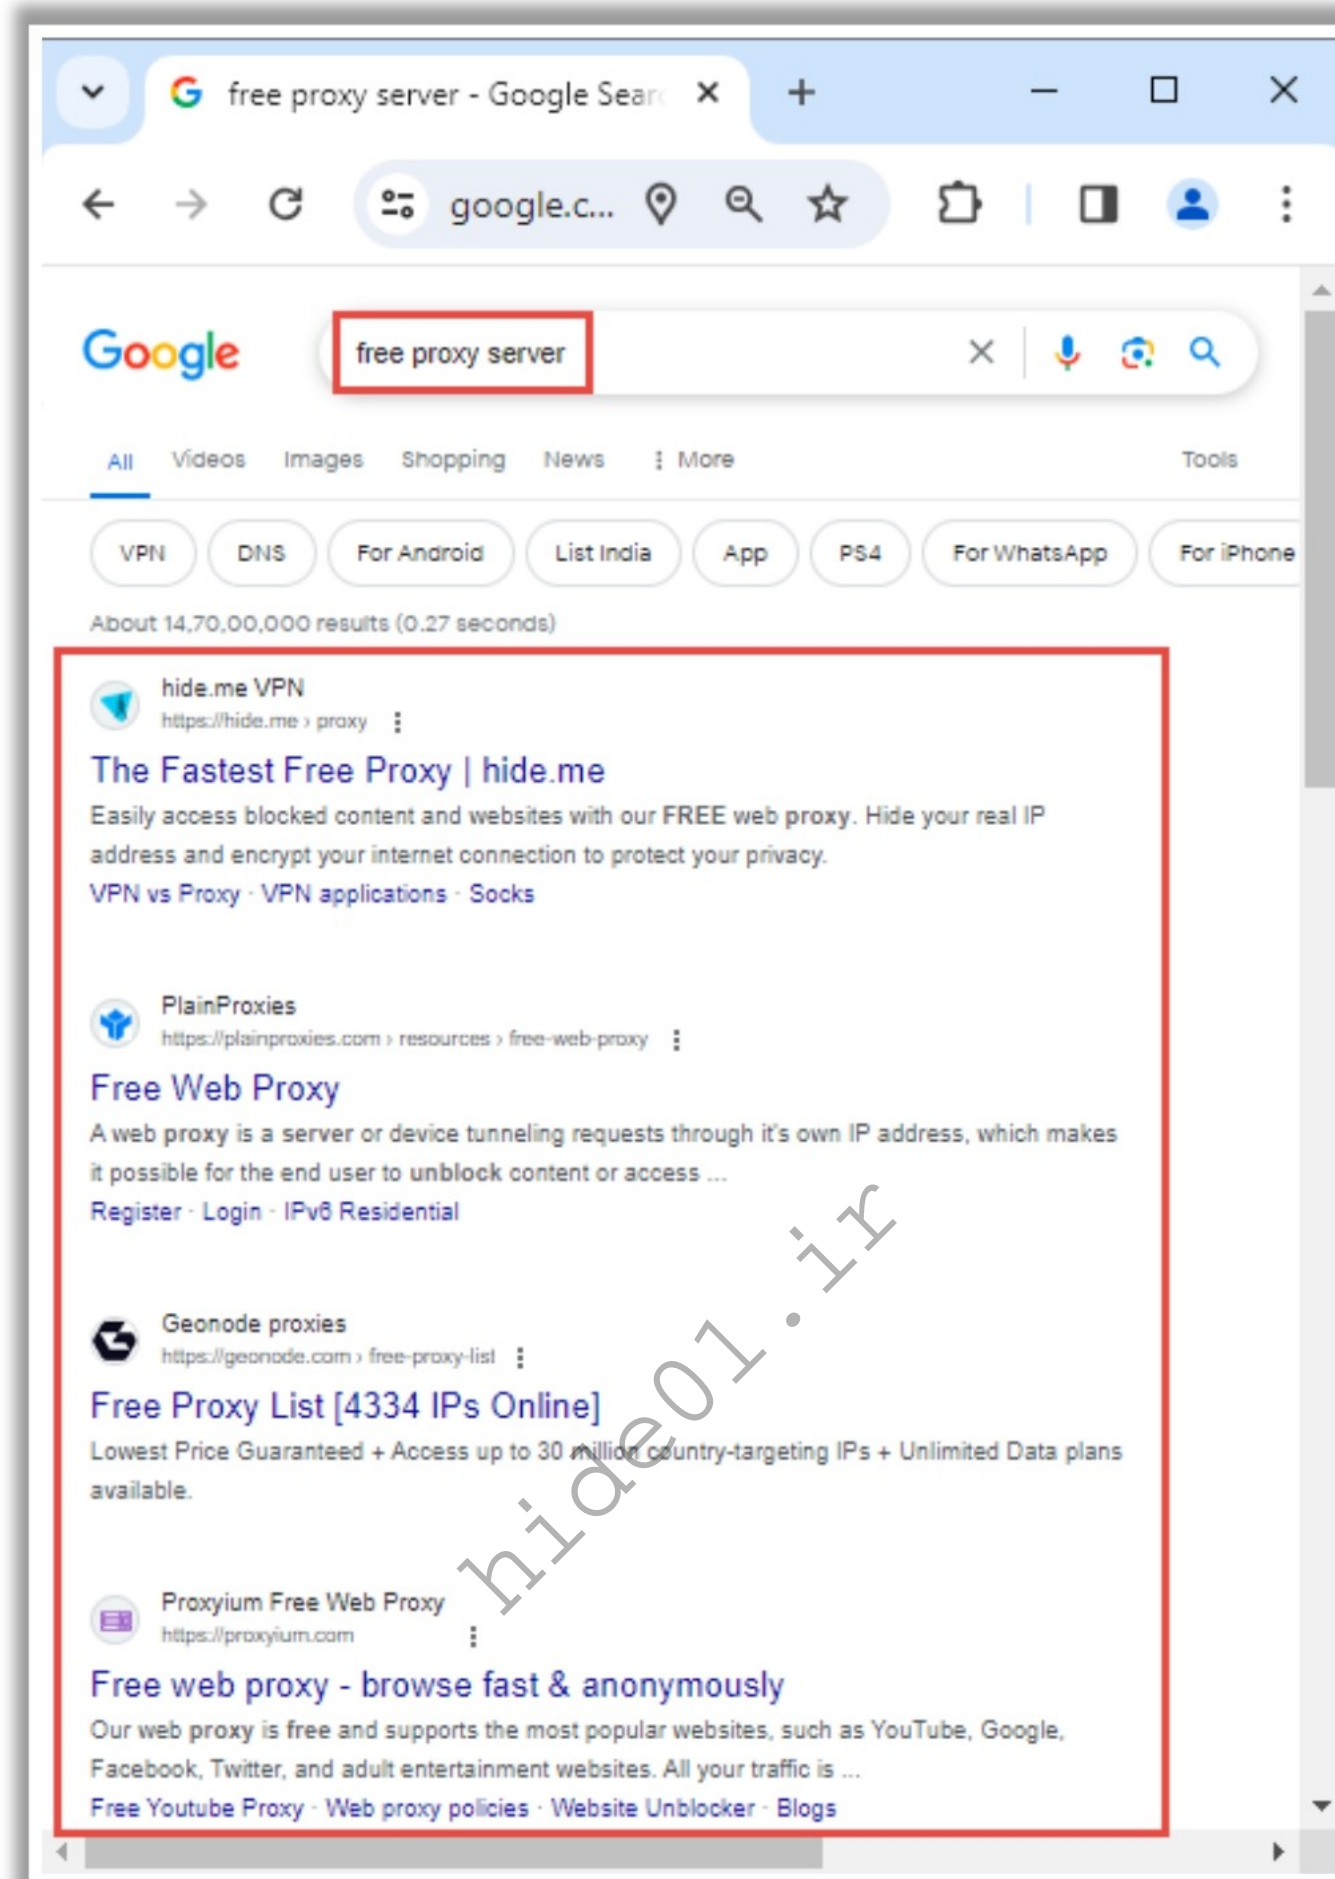 free proxy server - Google Sear
google.c...
Google
free proxy server
All Videos Images Shopping News More Tools
VPN DNS For Android List India App PS4 For WhatsApp For iPhone
About 14,70,00,000 results (0.27 seconds)
hide.me VPN
https://hide.me › proxy
The Fastest Free Proxy | hide.me
Easily access blocked content and websites with our FREE web proxy. Hide your real IP
address and encrypt your internet connection to protect your privacy.
VPN vs Proxy · VPN applications · Socks
PlainProxies
https://plainproxies.com › resources › free-web-proxy
Free Web Proxy
A web proxy is a server or device tunneling requests through it's own IP address, which makes
it possible for the end user to unblock content or access ...
Register · Login · IPv6 Residential
Geonode proxies
https://geonode.com › free-proxy-list
Free Proxy List [4334 IPs Online]
Lowest Price Guaranteed + Access up to 30 million country-targeting IPs + Unlimited Data plans
available.
Proxyium Free Web Proxy
https://proxyium.com
Free web proxy - browse fast & anonymously
Our web proxy is free and supports the most popular websites, such as YouTube, Google,
Facebook, Twitter, and adult entertainment websites. All your traffic is ...
Free Youtube Proxy · Web proxy policies · Website Unblocker · Blogs
hide01.ir